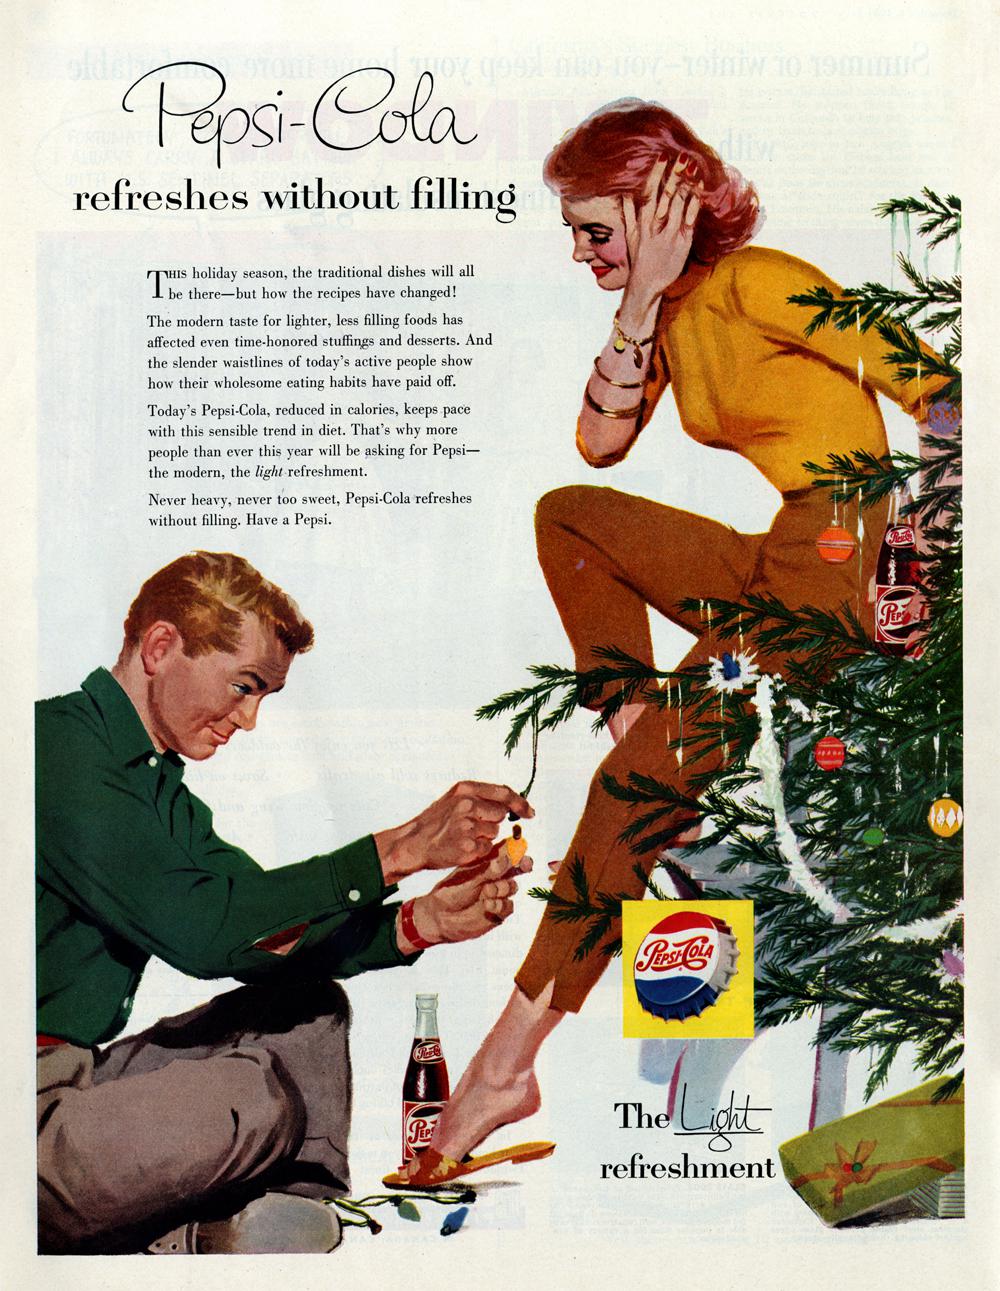 Pepsi-Cola
refreshes without filling
THIS holiday season, the traditional dishes will all
be there—but how the recipes have changed!
The modern taste for lighter, less filling foods has
affected even time-honored stuffings and desserts. And
the slender waistlines of today's active people show
how their wholesome eating habits have paid off.
Today's Pepsi-Cola, reduced in calories, keeps pace
with this sensible trend in diet. That's why more
people than ever this year will be asking for Pepsi—
the modern, the light refreshment.
Never heavy, never too sweet, Pepsi-Cola refreshes
without filling. Have a Pepsi.
PEPSI-COLA
The Light
refreshment